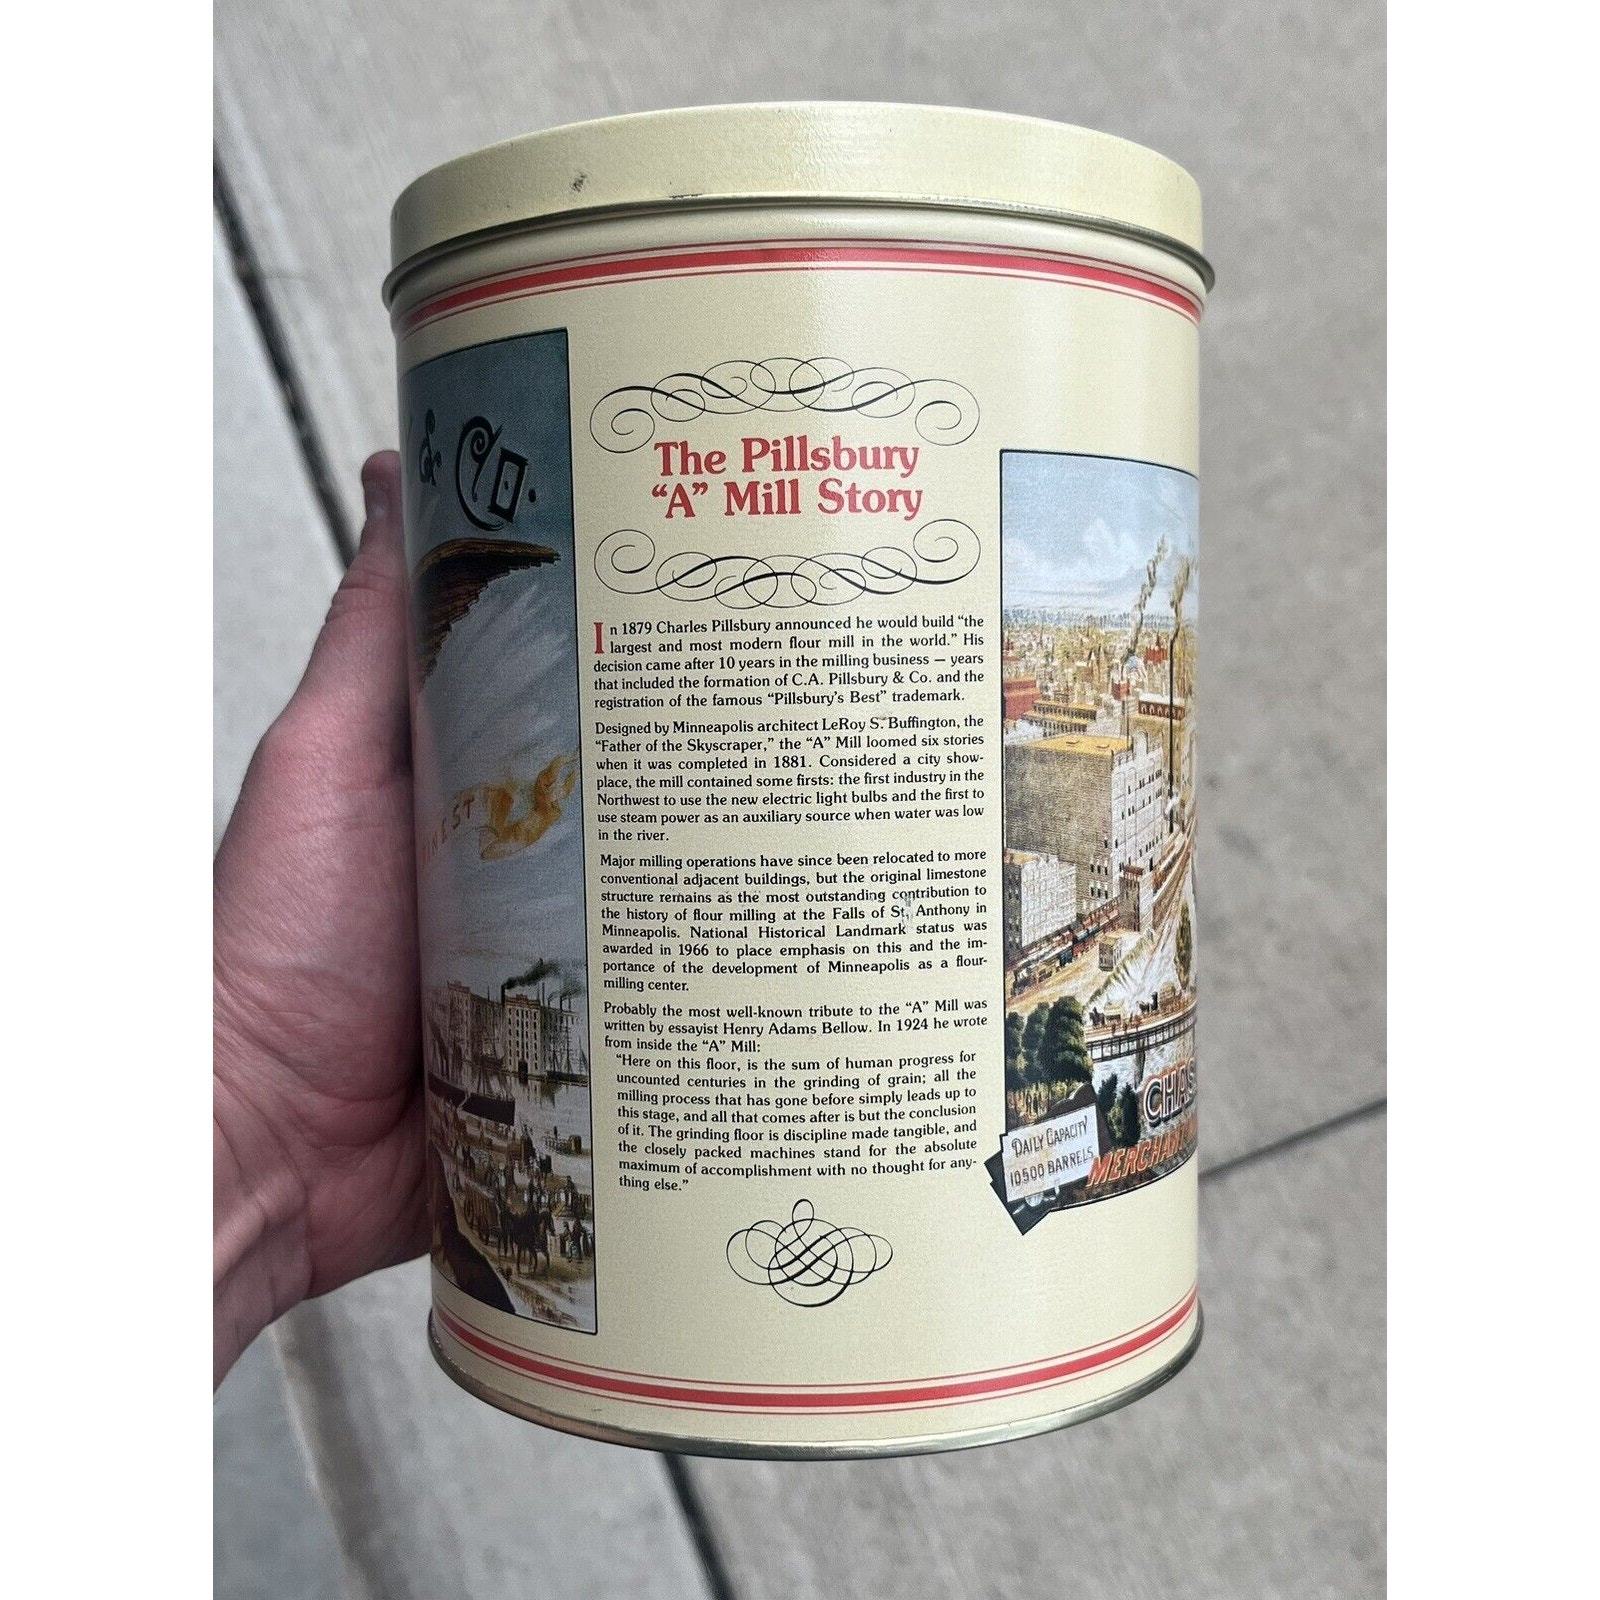 & Co.
The Pillsbury
“A” Mill Story
In 1879 Charles Pillsbury announced he would build “the
largest and most modern flour mill in the world.” His
decision came after 10 years in the milling business — years
that included the formation of C.A. Pillsbury & Co. and the
registration of the famous “Pillsbury's Best” trademark.
Designed by Minneapolis architect LeRoy S. Buffington, the
“Father of the Skyscraper,” the “A” Mill loomed six stories
when it was completed in 1881. Considered a city show-
place, the mill contained some firsts: the first industry in the
Northwest to use the new electric light bulbs and the first to
use steam power as an auxiliary source when water was low
in the river.
Major milling operations have since been relocated to more
conventional adjacent buildings, but the original limestone
structure remains as the most outstanding contribution to
the history of flour milling at the Falls of St. Anthony in
Minneapolis. National Historical Landmark status was
awarded in 1966 to place emphasis on this and the im-
portance of the development of Minneapolis as a flour-
milling center.
Probably the most well-known tribute to the “A” Mill was
written by essayist Henry Adams Bellow. In 1924 he wrote
from inside the “A” Mill:
“Here on this floor, is the sum of human progress for
uncounted centuries in the grinding of grain; all the
milling process that has gone before simply leads up to
this stage, and all that comes after is but the conclusion
of it. The grinding floor is discipline made tangible, and
the closely packed machines stand for the absolute
maximum of accomplishment with no thought for any-
thing else.”
CHAS
DAILY CAPACITY
10500 BARRELS
MERCHA